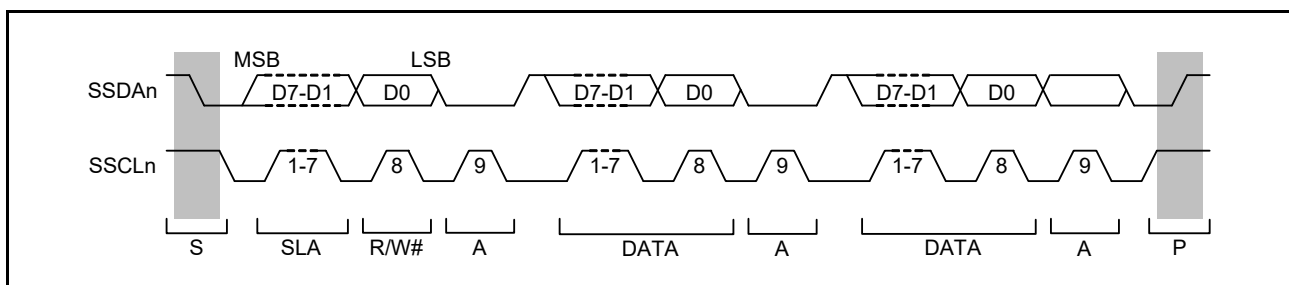 MSB LSB
SSDAn D7-D1 D0 D7-D1 D0 D7-D1 D0
SSCLn 1-7 8 9 1-7 8 9 1-7 8 9
S SLA R/W# A DATA A DATA A P